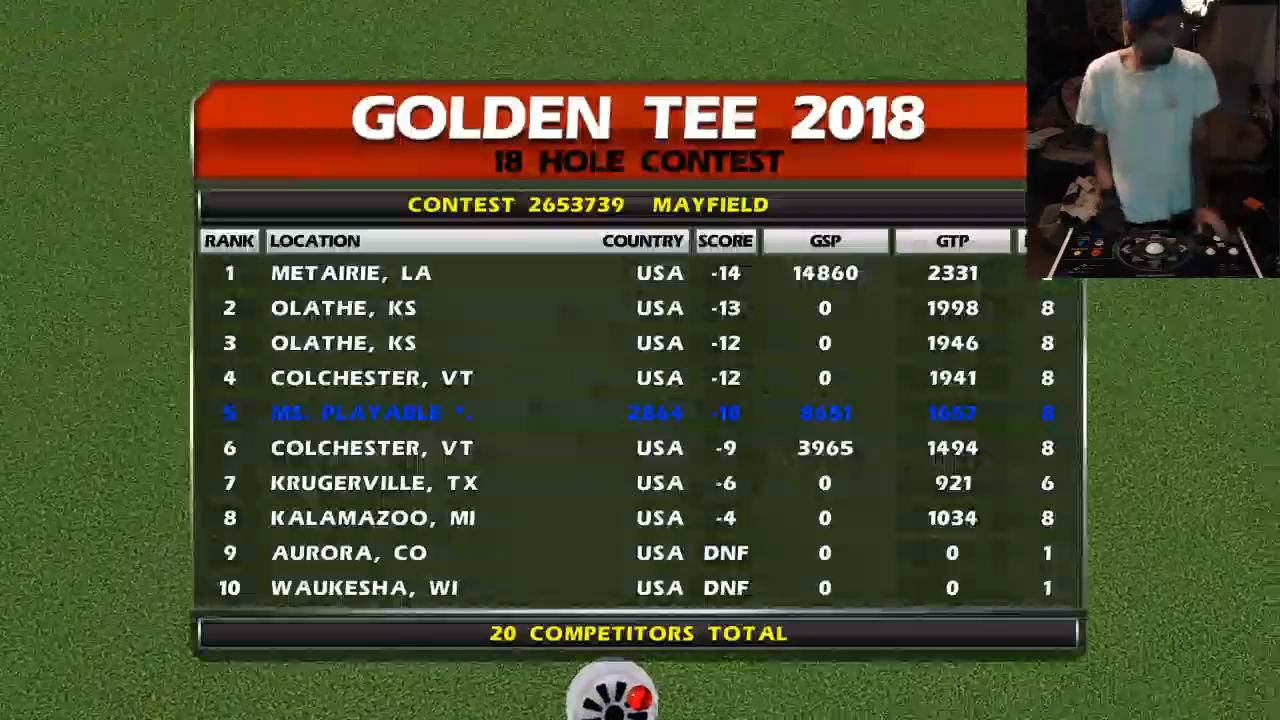 GOLDEN TEE 2018
18 HOLE CONTEST
CONTEST 2653739 MAYFIELD
RANK LOCATION COUNTRY SCORE GSP GTP
1 METAIRIE, LA USA -14 14860 2331
2 OLATHE, KS USA -13 0 1998 8
3 OLATHE, KS USA -12 0 1946 8
4 COLCHESTER, VT USA -12 0 1941 8
5 MS. PLAYABLE *. 2864 -10 8651 1657 8
6 COLCHESTER, VT USA -9 3965 1494 8
7 KRUGERVILLE, TX USA -6 0 921 6
8 KALAMAZOO, MI USA -4 0 1034 8
9 AURORA, CO USA DNF 0 0 1
10 WAUKESHA, WI USA DNF 0 0 1
20 COMPETITORS TOTAL